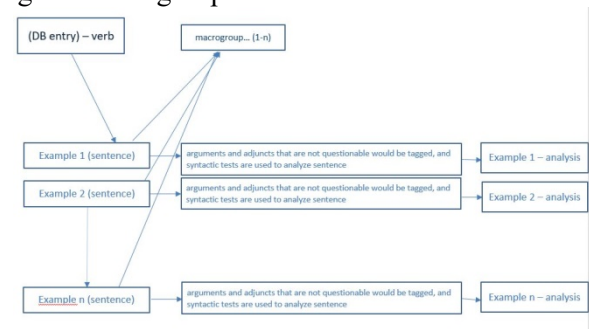 (DB entry) – verb
macrogroup... (1-n)
Example 1 (sentence)
arguments and adjuncts that are not questionable would be tagged, and
syntactic tests are used to analyze sentence
Example 1 – analysis
Example 2 (sentence)
arguments and adjuncts that are not questionable would be tagged, and
syntactic tests are used to analyze sentence
Example 2 – analysis
Example n (sentence)
arguments and adjuncts that are not questionable would be tagged, and
syntactic tests are used to analyze sentence
Example n – analysis